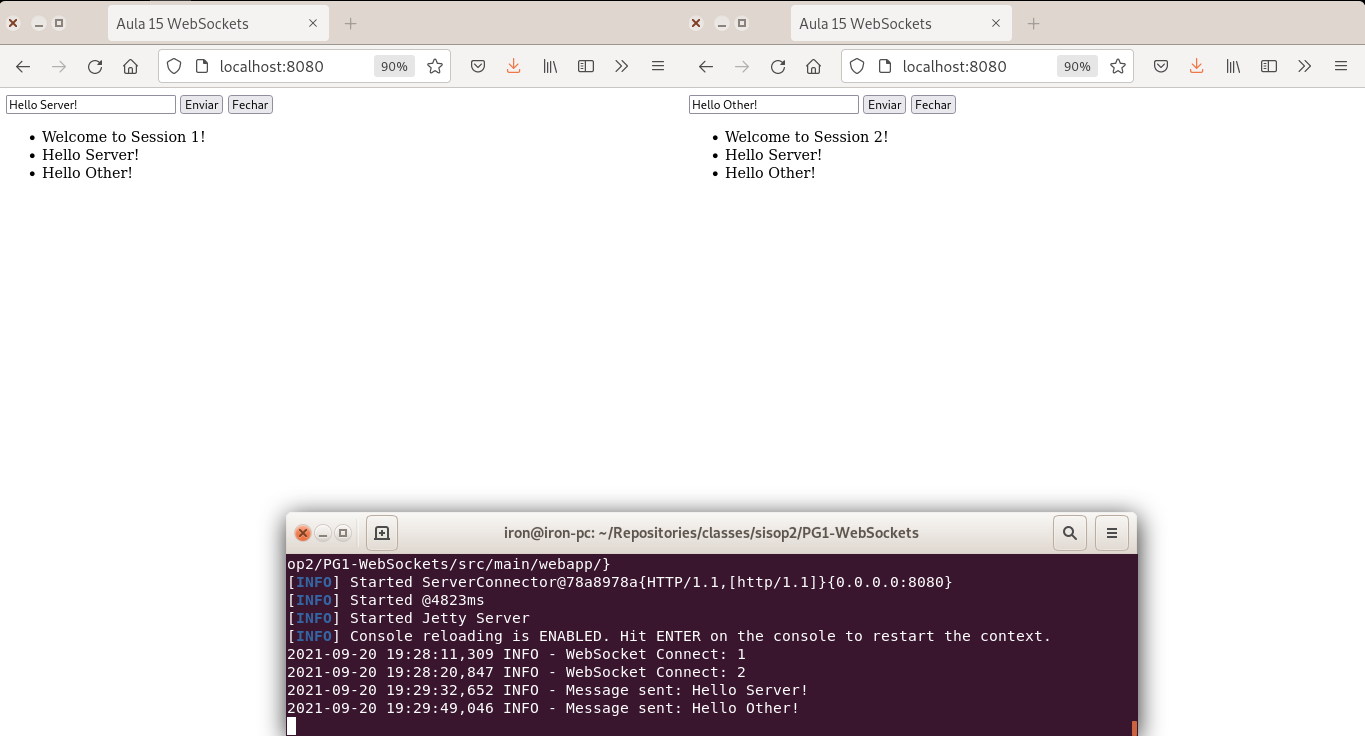 Aula 15 WebSockets
localhost:8080 90%
Hello Server! Enviar Fechar
Welcome to Session 1!
Hello Server!
Hello Other!
Aula 15 WebSockets
localhost:8080 90%
Hello Other! Enviar Fechar
Welcome to Session 2!
Hello Server!
Hello Other!
iron@iron-pc: ~/Repositories/classes/sisop2/PG1-WebSockets
op2/PG1-WebSockets/src/main/webapp/}
[INFO] Started ServerConnector@78a8978a{HTTP/1.1,[http/1.1]}{0.0.0.0:8080}
[INFO] Started @4823ms
[INFO] Started Jetty Server
[INFO] Console reloading is ENABLED. Hit ENTER on the console to restart the context.
2021-09-20 19:28:11,309 INFO - WebSocket Connect: 1
2021-09-20 19:28:20,847 INFO - WebSocket Connect: 2
2021-09-20 19:29:32,652 INFO - Message sent: Hello Server!
2021-09-20 19:29:49,046 INFO - Message sent: Hello Other!